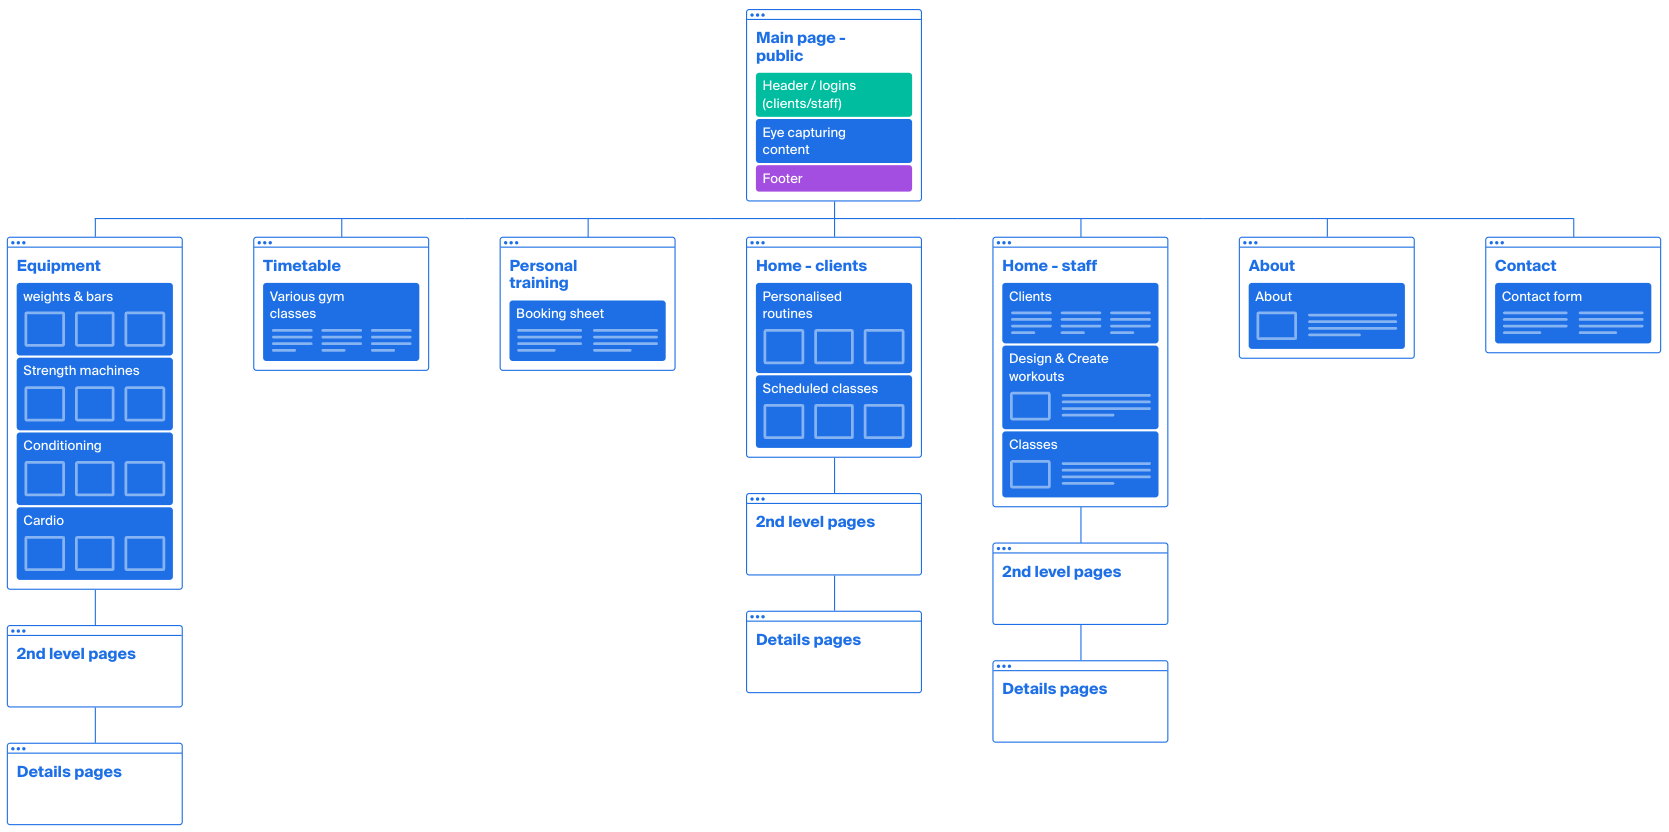 Main page -
public
Header / logins
(clients/staff)
Eye capturing
content
Footer
Equipment
weights & bars
Strength machines
Conditioning
Cardio
2nd level pages
Details pages
Timetable
Various gym
classes
Personal
training
Booking sheet
Home - clients
Personalised
routines
Scheduled classes
2nd level pages
Details pages
Home - staff
Clients
Design & Create
workouts
Classes
2nd level pages
Details pages
About
About
Contact
Contact form